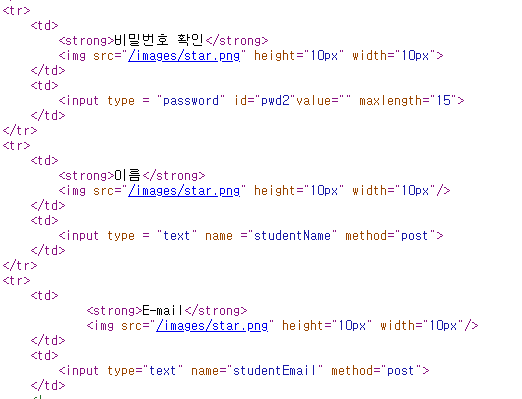 <tr>
<td>
<strong>비밀번호 확인</strong>
<img src="/images/star.png" height="10px" width="10px">
</td>
<td>
<input type = "password" id="pwd2"value="" maxlength="15">
</td>
</tr>
<tr>
<td>
<strong>이름</strong>
<img src="/images/star.png" height="10px" width="10px"/>
</td>
<td>
<input type = "text" name ="studentName" method="post">
</td>
</tr>
<tr>
<td>
<strong>E-mail</strong>
<img src="/images/star.png" height="10px" width="10px"/>
</td>
<td>
<input type="text" name="studentEmail" method="post">
</td>